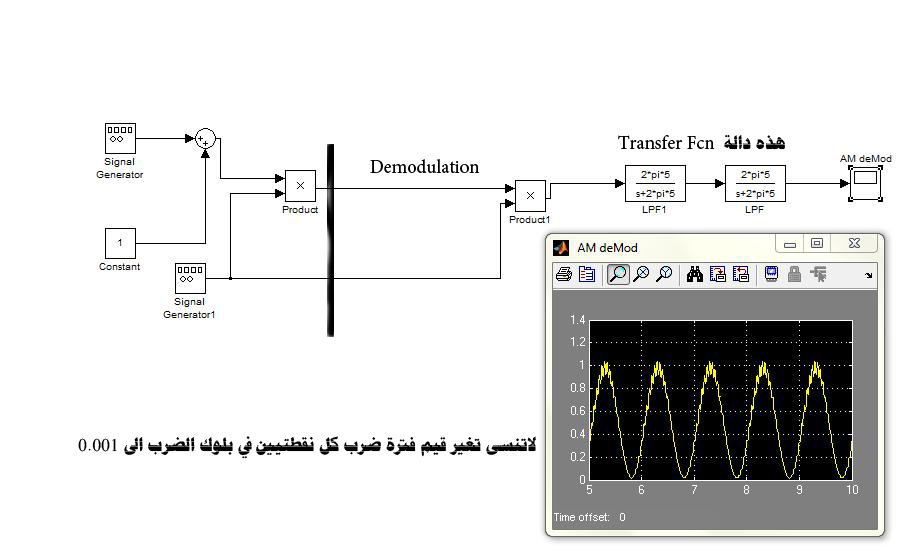 Transfer Fcn هذه دالة
Demodulation
AM deMod
Signal
Generator
+
+
×
Product
×
Product1
2*pi*5
s+2*pi*5
LPF1
2*pi*5
s+2*pi*5
LPF
1
Constant
Signal
Generator1
AM deMod
1.4
1.2
1
0.8
0.6
0.4
0.2
0
5 6 7 8 9 10
Time offset: 0
لاتنسى تغير قيم فترة ضرب كل نقطتيين في بلوك الضرب الى 0.001